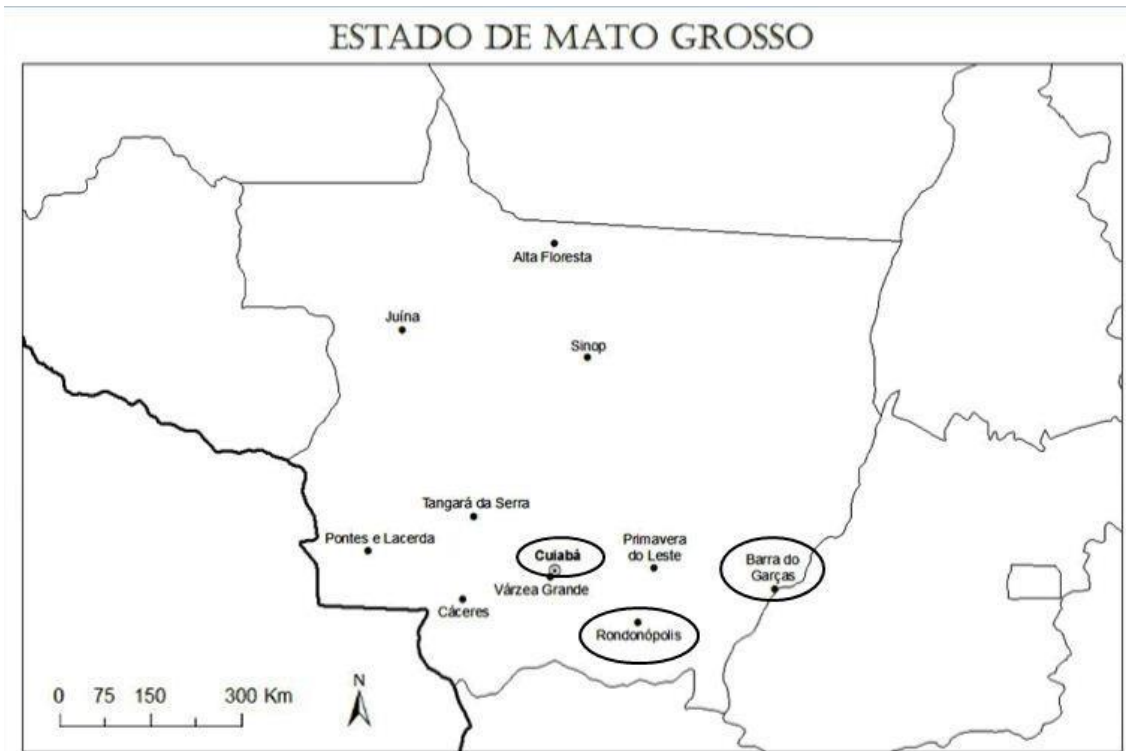 ESTADO DE MATO GROSSO
Alta Floresta
Juína
Sinop
Tangará da Serra
Pontes e Lacerda
Cuiabá
Primavera
do Leste
Barra do
Garças
Várzea Grande
Cáceres
Rondonópolis
0 75 150 300 Km
N